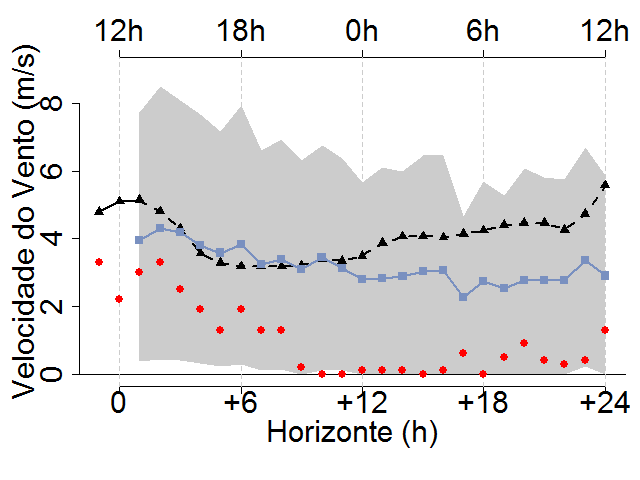 12h 18h 0h 6h 12h
Velocidade do Vento (m/s)
8
6
4
2
0
0 +6 +12 +18 +24
Horizonte (h)